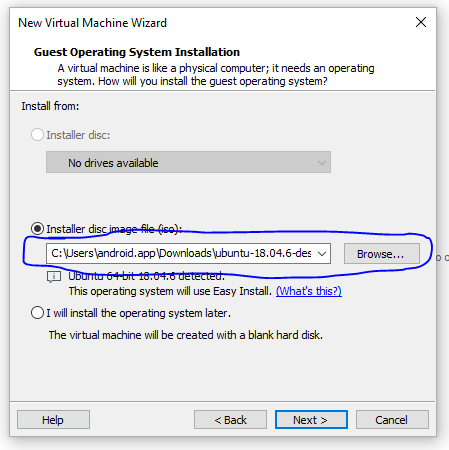 New Virtual Machine Wizard
Guest Operating System Installation
A virtual machine is like a physical computer; it needs an operating
system. How will you install the guest operating system?
Install from:
Installer disc:
No drives available
Installer disc image file (iso):
C:\Users\android.app\Downloads\ubuntu-18.04.6-des
Browse...
Ubuntu 64-bit 18.04.6 detected.
This operating system will use Easy Install. (What's this?)
I will install the operating system later.
The virtual machine will be created with a blank hard disk.
Help
< Back
Next >
Cancel